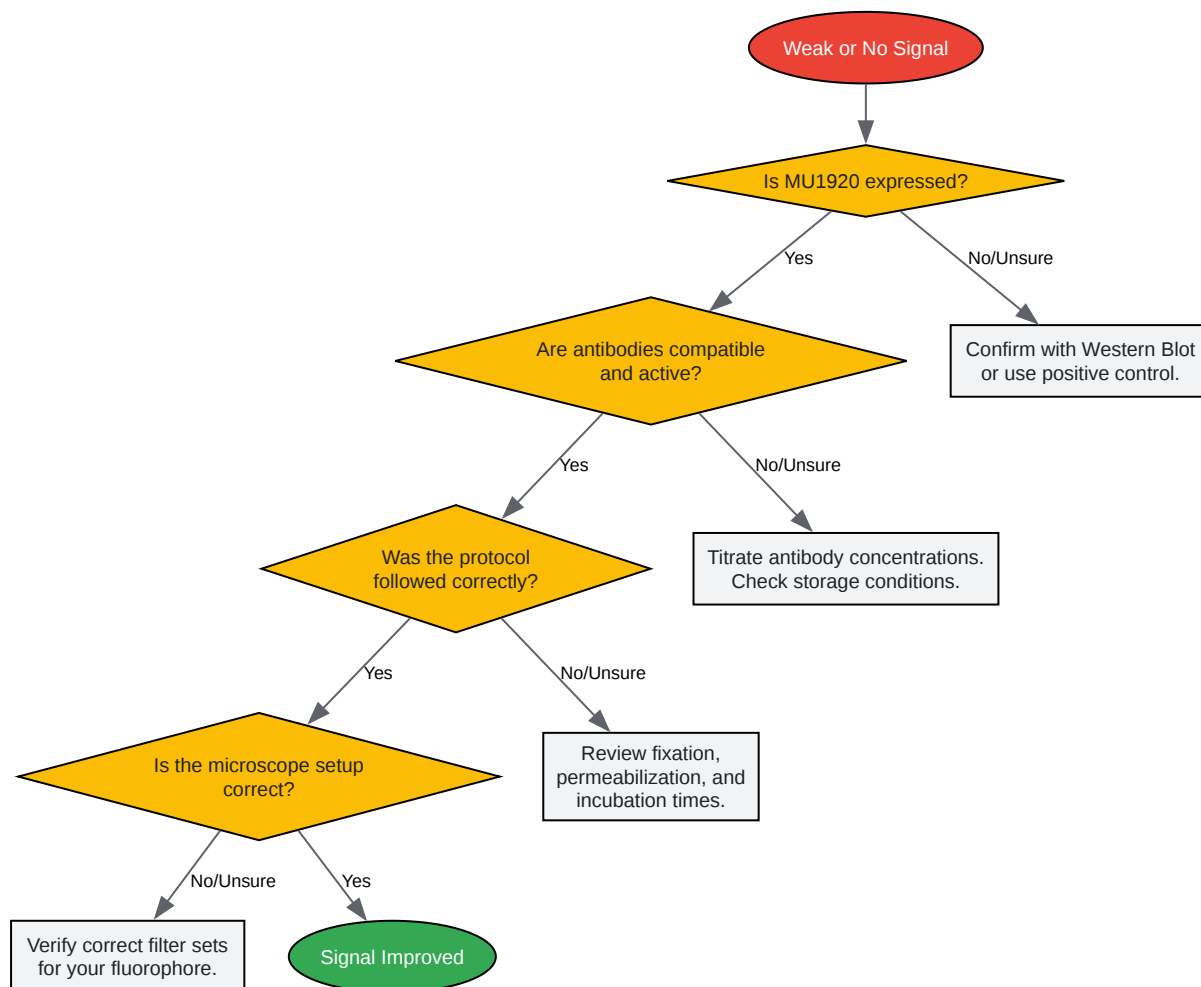 Weak or No Signal
Is MU1920 expressed?
Yes
No/Unsure
Are antibodies compatible
and active?
Confirm with Western Blot
or use positive control.
Yes
No/Unsure
Was the protocol
followed correctly?
Titrate antibody concentrations.
Check storage conditions.
Yes
No/Unsure
Is the microscope setup
correct?
Review fixation,
permeabilization, and
incubation times.
No/Unsure
Yes
Verify correct filter sets
for your fluorophore.
Signal Improved